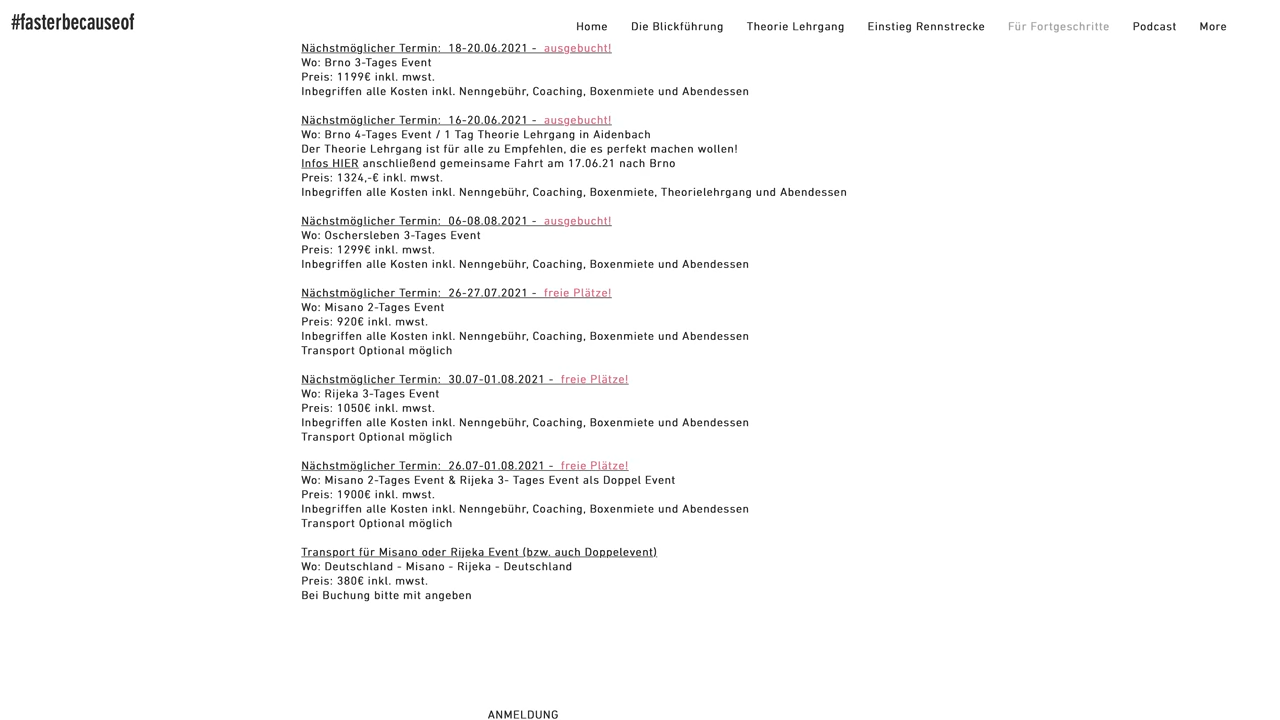 #fasterbecauseof
Home Die Blickführung Theorie Lehrgang Einstieg Rennstrecke Für Fortgeschritte Podcast More
Nächstmöglicher Termin: 18-20.06.2021 - ausgebucht!
Wo: Brno 3-Tages Event
Preis: 1199€ inkl. mwst.
Inbegriffen alle Kosten inkl. Nenngebühr, Coaching, Boxenmiete und Abendessen
Nächstmöglicher Termin: 16-20.06.2021 - ausgebucht!
Wo: Brno 4-Tages Event / 1 Tag Theorie Lehrgang in Aidenbach
Der Theorie Lehrgang ist für alle zu Empfehlen, die es perfekt machen wollen!
Infos HIER anschließend gemeinsame Fahrt am 17.06.21 nach Brno
Preis: 1324,-€ inkl. mwst.
Inbegriffen alle Kosten inkl. Nenngebühr, Coaching, Boxenmiete, Theorielehrgang und Abendessen
Nächstmöglicher Termin: 06-08.08.2021 - ausgebucht!
Wo: Oschersleben 3-Tages Event
Preis: 1299€ inkl. mwst.
Inbegriffen alle Kosten inkl. Nenngebühr, Coaching, Boxenmiete und Abendessen
Nächstmöglicher Termin: 26-27.07.2021 - freie Plätze!
Wo: Misano 2-Tages Event
Preis: 920€ inkl. mwst.
Inbegriffen alle Kosten inkl. Nenngebühr, Coaching, Boxenmiete und Abendessen
Transport Optional möglich
Nächstmöglicher Termin: 30.07-01.08.2021 - freie Plätze!
Wo: Rijeka 3-Tages Event
Preis: 1050€ inkl. mwst.
Inbegriffen alle Kosten inkl. Nenngebühr, Coaching, Boxenmiete und Abendessen
Transport Optional möglich
Nächstmöglicher Termin: 26.07-01.08.2021 - freie Plätze!
Wo: Misano 2-Tages Event & Rijeka 3- Tages Event als Doppel Event
Preis: 1900€ inkl. mwst.
Inbegriffen alle Kosten inkl. Nenngebühr, Coaching, Boxenmiete und Abendessen
Transport Optional möglich
Transport für Misano oder Rijeka Event (bzw. auch Doppelevent)
Wo: Deutschland - Misano - Rijeka - Deutschland
Preis: 380€ inkl. mwst.
Bei Buchung bitte mit angeben
ANMELDUNG